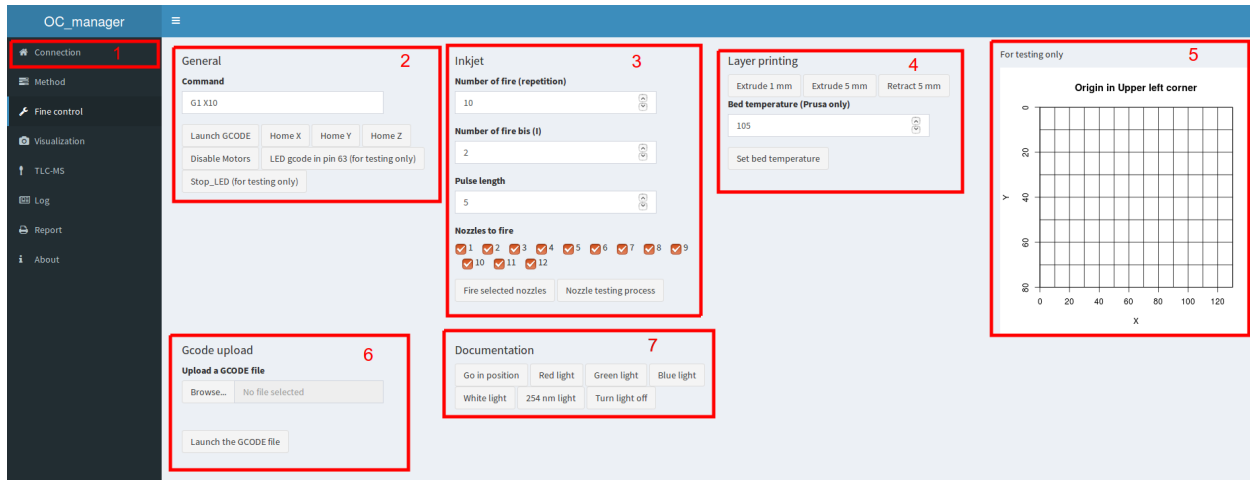 OC_manager
Connection
1
Method
Fine control
Visualization
TLC-MS
Log
Report
About
General
2
Command
G1 X10
Launch GCODE Home X Home Y Home Z
Disable Motors LED gcode in pin 63 (for testing only)
Stop_LED (for testing only)
Inkjet
3
Number of fire (repetition)
10
Number of fire bis (I)
2
Pulse length
5
Nozzles to fire
1 2 3 4 5 6 7 8 9
10 11 12
Fire selected nozzles Nozzle testing process
Layer printing
4
Extrude 1 mm Extrude 5 mm Retract 5 mm
Bed temperature (Prusa only)
105
Set bed temperature
For testing only
5
Origin in Upper left corner
0
20
40
60
80
Y
0 20 40 60 80 100 120
X
Gcode upload
6
Upload a GCODE file
Browse... No file selected
Launch the GCODE file
Documentation
7
Go in position Red light Green light Blue light
White light 254 nm light Turn light off